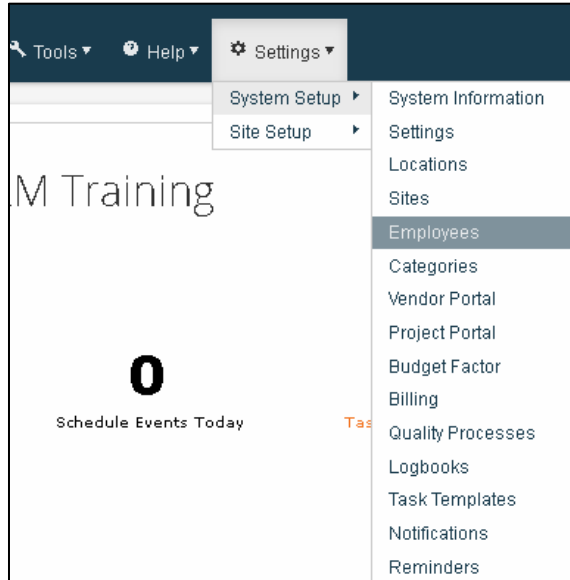 Tools Help Settings
System Setup System Information
Site Setup Settings
Locations
M Training
Sites
Employees
Categories
Vendor Portal
Project Portal
0
Budget Factor
Billing
Schedule Events Today
Quality Processes
Logbooks
Task Templates
Notifications
Reminders